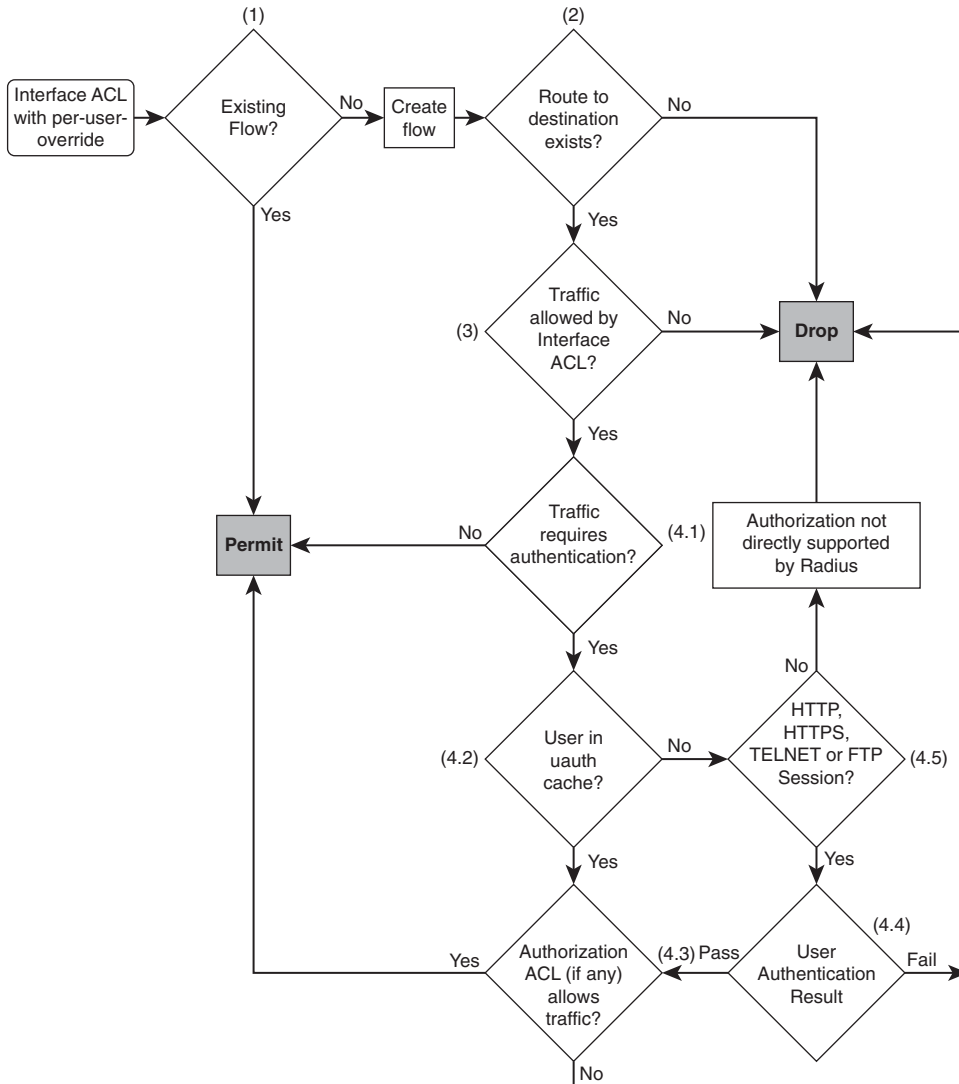 (1)
(2)
Interface ACL
with per-user-
override
Existing
Flow?
No
Create
flow
Route to
destination
exists?
No
Yes
Yes
(3)
Traffic
allowed by
Interface
ACL?
No
Drop
Yes
Permit
No
Traffic
requires
authentication?
(4.1)
Authorization not
directly supported
by Radius
Yes
No
(4.2)
User in
uauth
cache?
No
HTTP,
HTTPS,
TELNET or FTP
Session?
(4.5)
Yes
Yes
Yes
Authorization
ACL (if any)
allows
traffic?
(4.3)
Pass
User
Authentication
Result
(4.4)
Fail
No